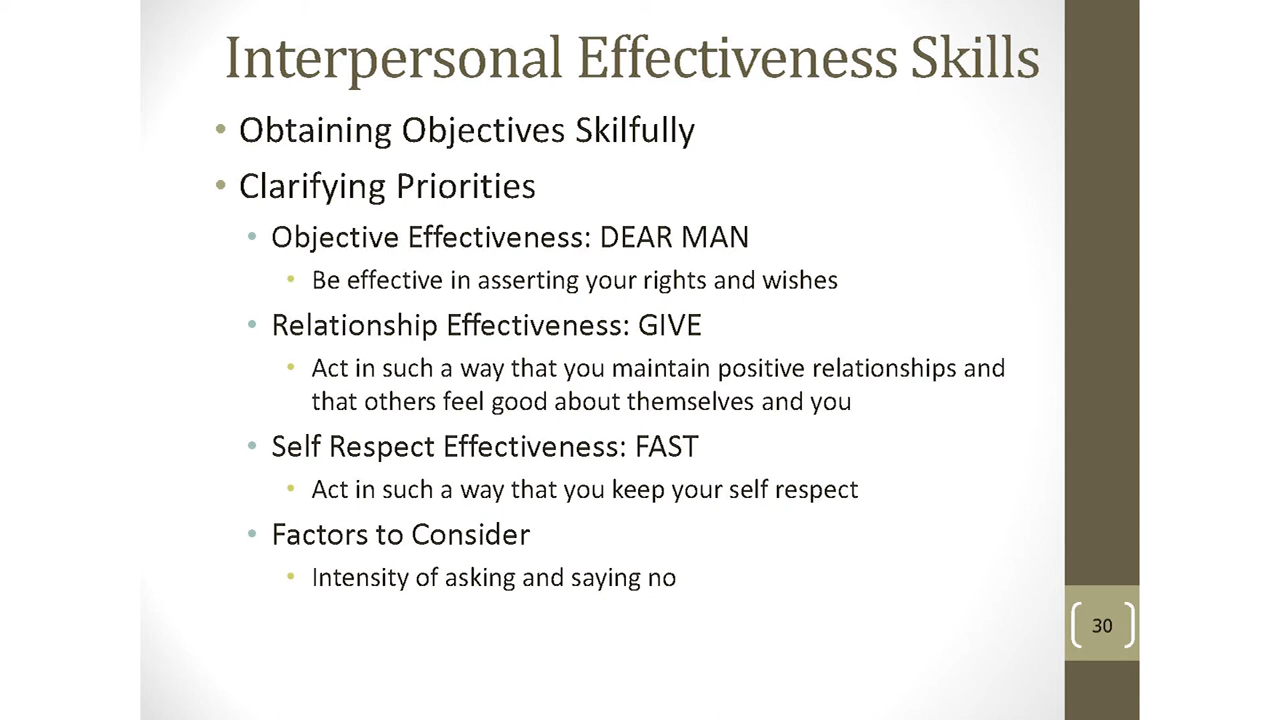 Interpersonal Effectiveness Skills
• Obtaining Objectives Skilfully
• Clarifying Priorities
• Objective Effectiveness: DEAR MAN
• Be effective in asserting your rights and wishes
• Relationship Effectiveness: GIVE
• Act in such a way that you maintain positive relationships and
that others feel good about themselves and you
• Self Respect Effectiveness: FAST
• Act in such a way that you keep your self respect
• Factors to Consider
• Intensity of asking and saying no
30